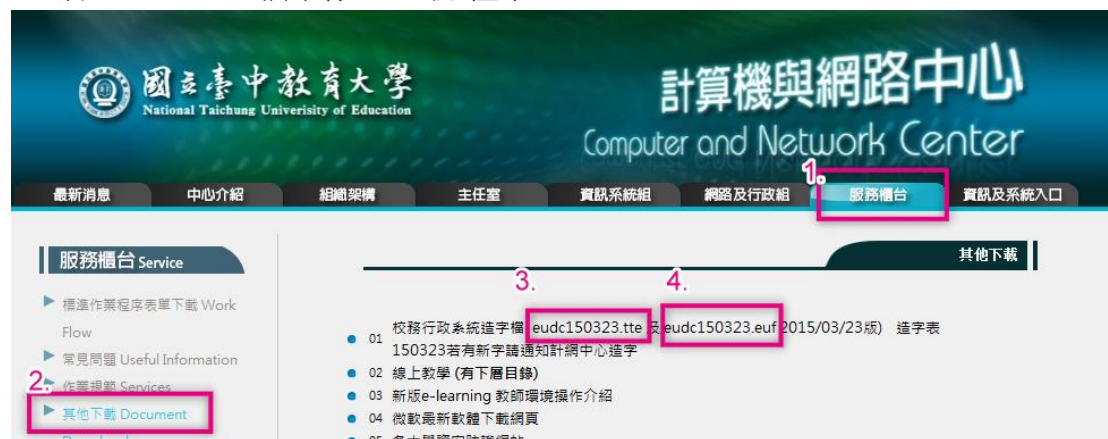 國立臺中教育大學
National Taichung Univerisity of Education
計算機與網路中心
Computer and Network Center
1.
最新消息 中心介紹 組織架構 主任室 資訊系統組 網路及行政組 服務櫃台 資訊及系統入口
服務櫃台 Service
其他下載
3. 4.
標準作業程序表單下載 Work
Flow
常見問題 Useful Information
2.
作業規範 Services
其他下載 Document
01 校務行政系統造字檔 eudc150323.tte 及 eudc150323.euf 2015/03/23版) 造字表
150323若有新字請通知計網中心造字
02 線上教學 (有下層目錄)
03 新版e-learning 教師環境操作介紹
04 微軟最新軟體下載網頁